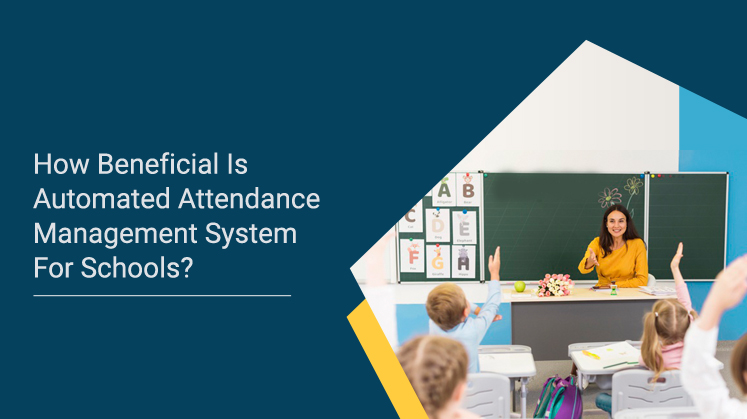 How Beneficial Is
Automated Attendance
Management System
For Schools?
A B
C D E
F G H